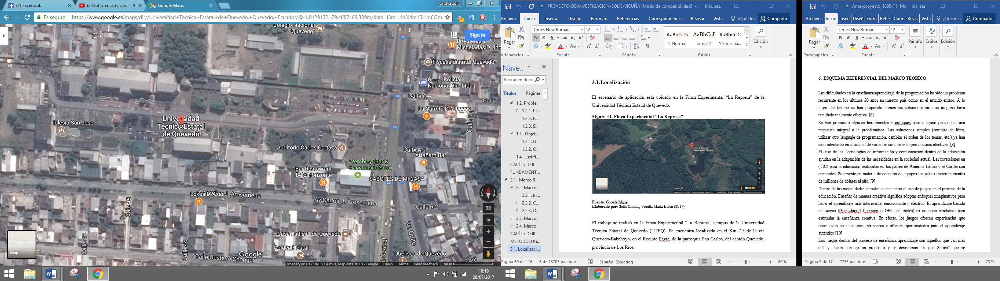 (2) Facebook
(3426) Una Lady Com
Google Maps
cinthia solis
Es seguro
https://www.google.es/maps/dir//Universidad+Técnica+Estatal+de+Quevedo,+Quevedo,+Ecuador/@-1.0129132,-79.4687169,309m/data=!3m1!1e3!4m15!1m6!3m
off
Colegio Nacional
"Quevedo"
18 de
25
Sign in
Brochetas Y
Micheladas D' Jho
Fiscalía distrital Quevedo
Coop. Policía
Nacional Cia. Ltda
30
Calle Q
Calle
La Carreta De Jhonny
Calle R-1
Iglesia San Jose
Universidad
Técnica Estatal
de Quevedo
25
Auditorio Carlos Cortaza
Calle R-1
Artañam Bar
Wembley (Bar &
Cancha sintética)
Bar Restaurant
Belo Horizonte
SABORES DE MI CASA
30
25
Lokos D' Asar
J. Arosemena
Av Carlos J. Arosemena
Calle 45
Calle R-2
3D
Av. Quito
Casa Judicial de Quevedo
Calle 45
Calle 44
Golden Hostal
Calle Gustavo Chonqui
Google
Obelisco de Quevedo
Map
Imagery ©2017 CNES / Airbus, Map data ©2017 Google
Spain
Terms
Send feedback
50 m
10:19
28/07/2017
PROYECTO-DE-INVESTIGACIÓN-SOLÍS-VICUÑA [Modo de compatibilidad] -...
Inic. ses.
Archivo Inicio Insertar Diseño Formato Referencias Correspondencia Revisar Vista ¿Qué des Compartir
Times New Roman 12
Pegar
N K S abc x₂ x²
AaBbCcDc AaBbCcI AaBbCcDc
¶ Normal tama12 ¶ Sin espa...
Edición
ortapapeles Fuente Párrafo Estilos
Nave..
Buscar en docu
Títulos Páginas
1.2. Proble...
1.2.1. Pl...
1.2.2. F...
1.2.3. Si...
1.3. Objeti...
1.3.1. O...
1.3.2. O...
1.4. Justifi...
CAPÍTULO II
FUNDAMENT...
2.1. Marco R...
2.2. Marco...
2.2.1. In...
2.2.2. C...
2.2.3. O...
2.3. Marco...
2.4. Marco...
CAPÍTULO III
METODOLOG...
3.1. Localizaci...
3.1.Localización
El escenario de aplicación está ubicado en la Finca Experimental “La Represa” de la
Universidad Técnica Estatal de Quevedo.
Figura 11. Finca Experimental "La Represa"
Finca la Represa
(Universidad Técnica
Google
Fuente: Google Maps.
Elaborado por: Solís Cinthia, Vicuña María Belén (2017)
El trabajo se realizó en la Finca Experimental “La Represa” campus de la Universidad
Técnica Estatal de Quevedo (UTEQ). Se encuentra localizada en el Km 7,5 de la vía
Quevedo-Babahoyo, en el Recinto Fayta, de la parroquia San Carlos, del cantón Quevedo,
provincia de Los Ríos.
Página 60 de 116 6 de 18705 palabras Español (Ecuador) 80 %
Ante-proyecto_1805 (1) [Mo...
Inic. ses.
Archivo Inicio Insert Diseñ Form Refer Corre Revis Vista ¿Qué des Compartir
Times New Roman 12
Pegar
N K S abc x₂ x²
Párrafo Estilos Edición
Portapapeles Fuente
6. ESQUEMA REFERENCIAL DEL MARCO TEÓRICO
Las dificultades en la enseñanza/aprendizaje de la programación ha sido un problema
recurrente en los últimos 20 años en nuestro país como en el mundo entero. A lo
largo del tiempo se han propuesto numerosas soluciones sin que ninguna haya
resultado realmente efectiva. [8]
Se han propuesto algunas herramientas y enfoques pero ninguno parece dar una
respuesta integral a la problemática. Las soluciones simples (cambiar de libro,
utilizar otro lenguaje de programación, cambiar el orden de los temas, etc.) ya han
sido intentadas en infinidad de variantes sin que se logren mejoras efectivas. [8]
EL uso de las Tecnologías de información y comunicación dentro de la educación
ayudan en la adaptación de las necesidades en la sociedad actual. Las inversiones en
(TIC) para la educación realizadas en los países de América Latina y el Caribe son
crecientes. Solamente en materia de dotación de equipos los países invierten cientos
de millones de dólares al año. [9]
Dentro de las modalidades actuales se encuentra el uso de juegos en el proceso de la
educación. Enseñar de manera creativa significa adoptar enfoques imaginativos para
hacer el aprendizaje más interesante, emocionante y efectivo. El aprendizaje basado
en juegos (Game-based Learning o GBL, en inglés) es un buen candidato para
estimular la enseñanza creativa. En efecto, los juegos ofrecen experiencias que
promueven satisfacciones intrínsecas y ofrecen oportunidades para el aprendizaje
auténtico [10]
Los juegos dentro del proceso de enseñanza-aprendizaje son aquellos que van más
allá y llevan consigo un propósito y se denominan “Juegos Serios” que se
Página 9 de 17 2755 palabras 73 %